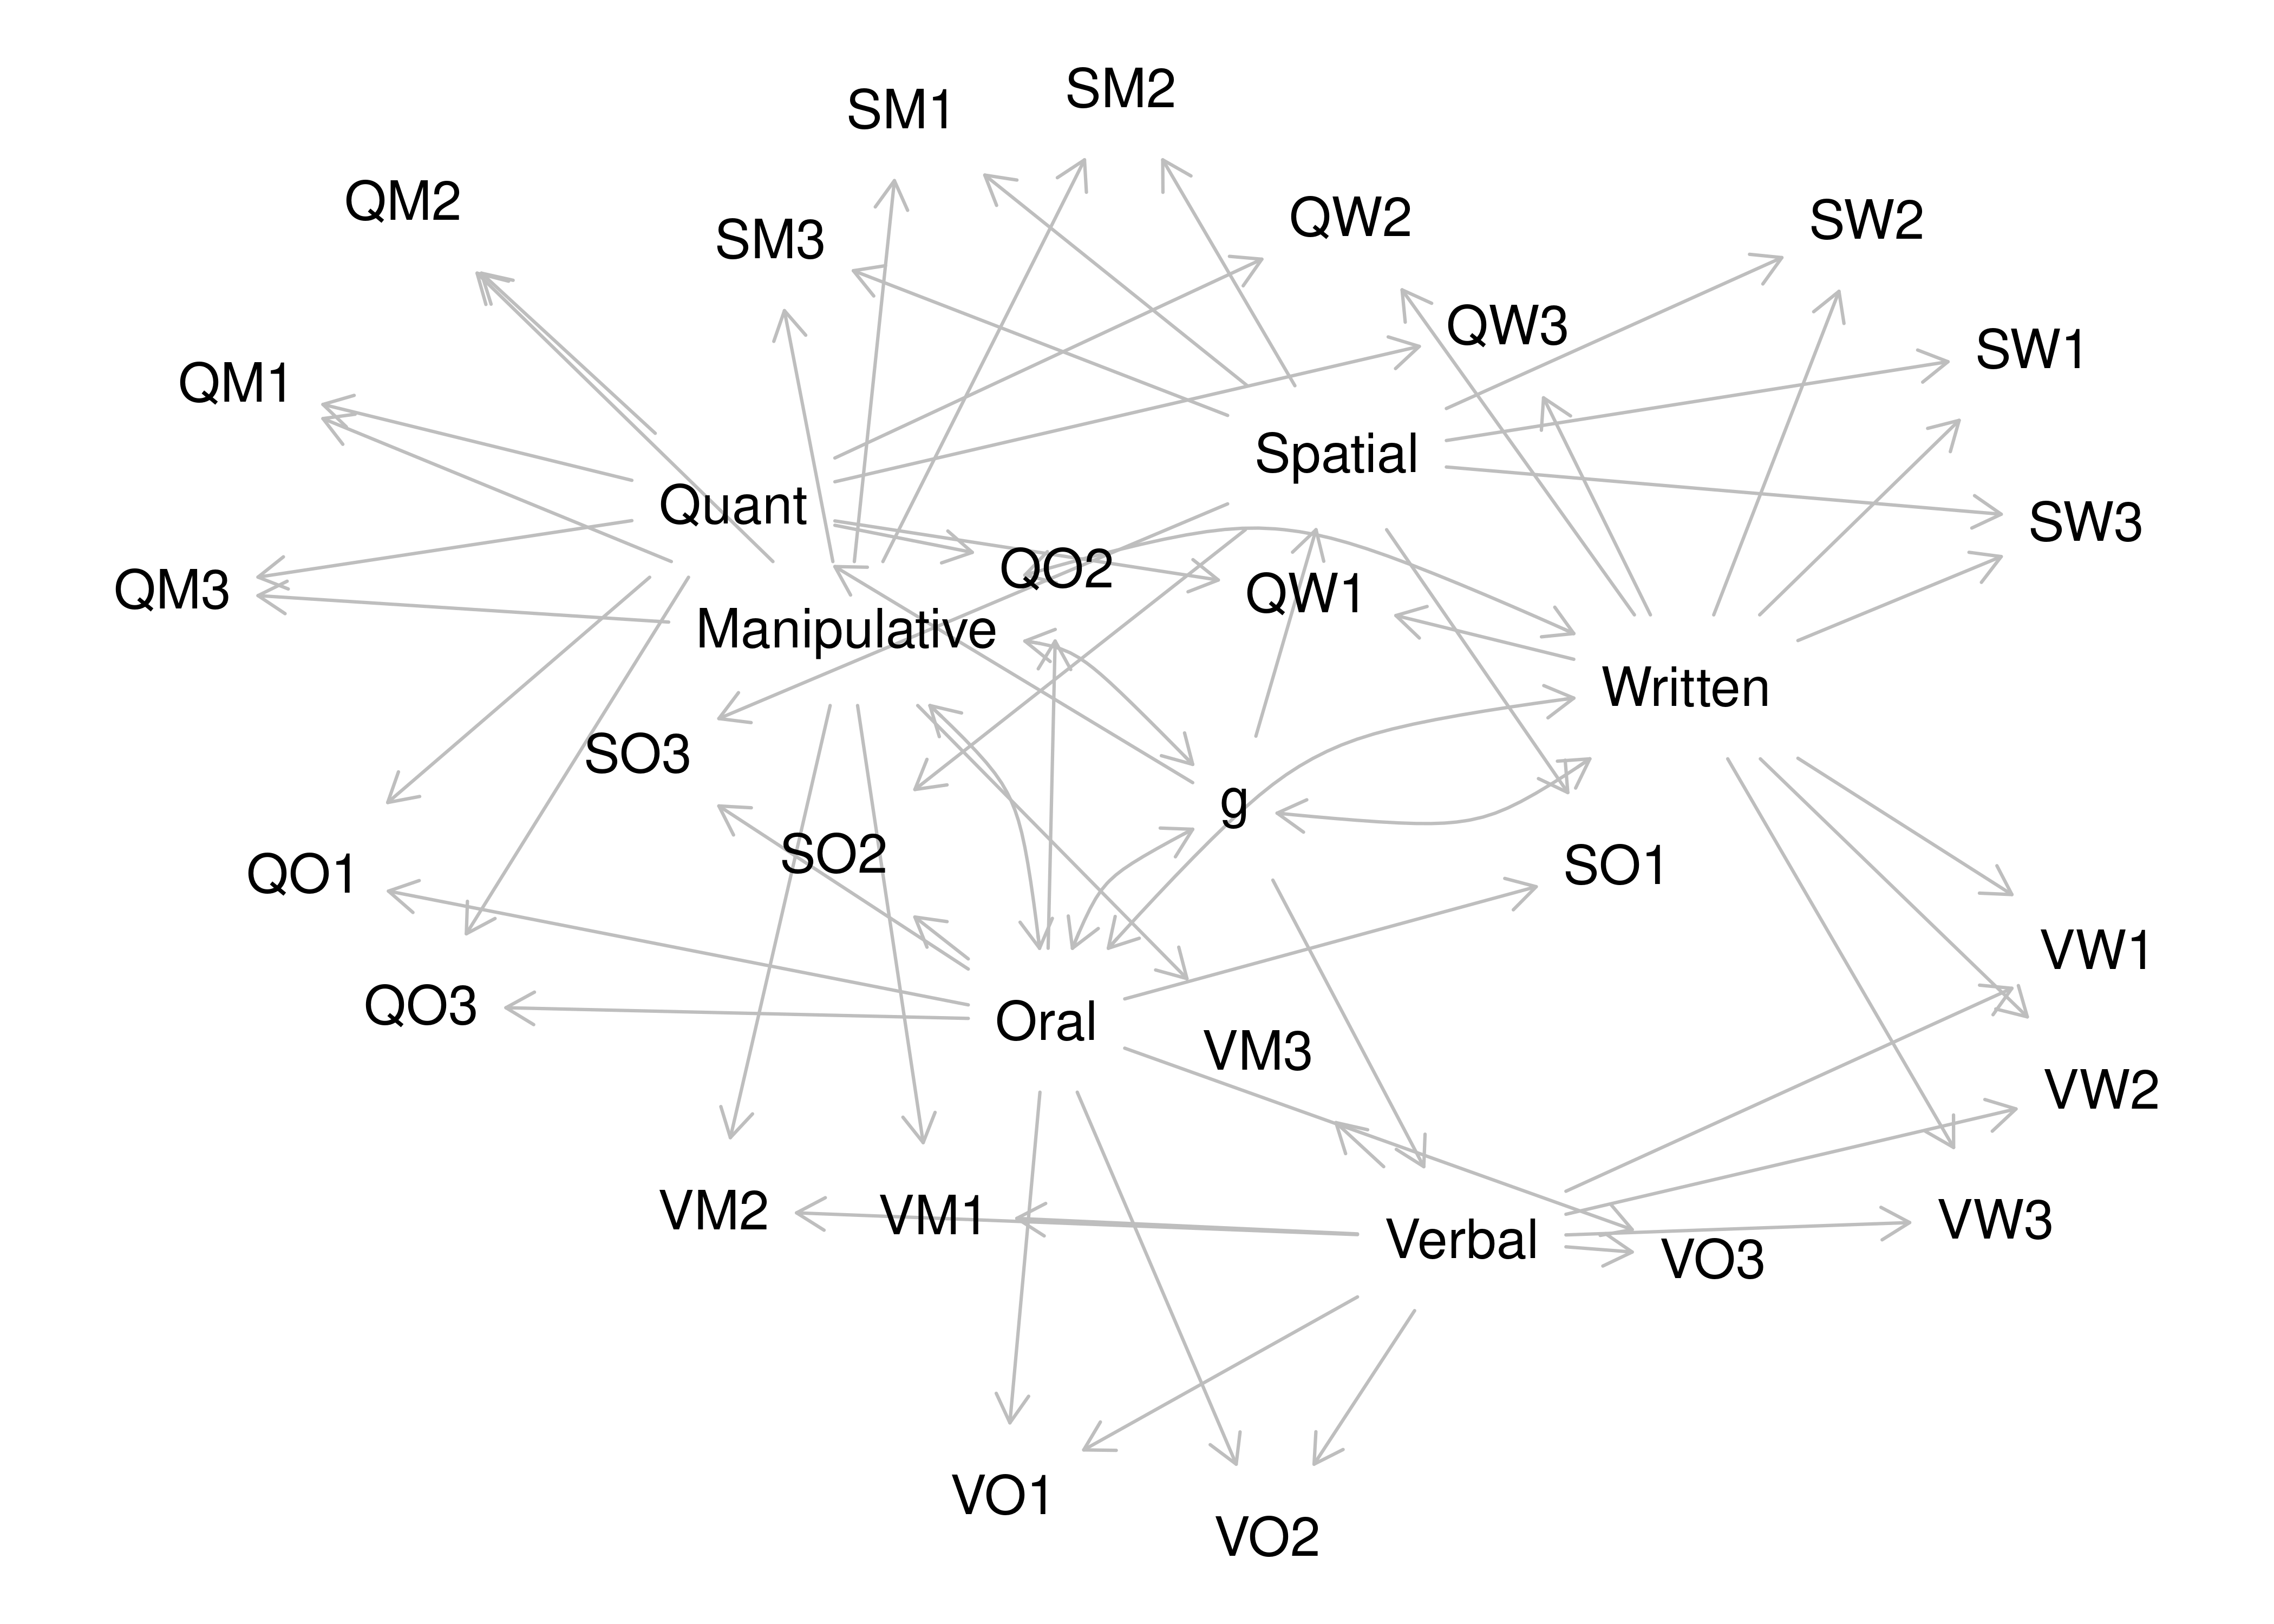 SM2
SM1
QM2
QW2
SW2
SM3
QW3
SW1
QM1
Spatial
Quant
SW3
QO2
QM3
QW1
Manipulative
Written
SO3
g
SO2
SO1
QO1
VW1
QO3
Oral
VM3
VW2
VM2
VM1
VW3
Verbal
VO3
VO1
VO2